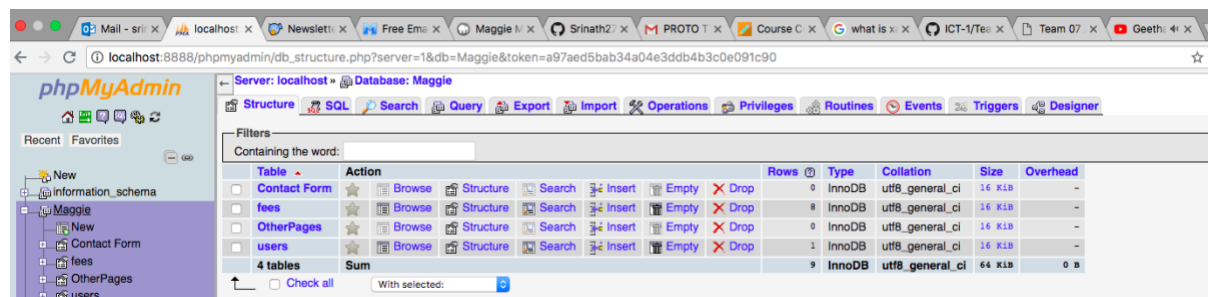 Mail - sri
localhost
Newslette
Free Ema
Maggie M
Srinath27
PROTO T
Course C
what is x
ICT-1/Tea
Team 07
Geetha
localhost:8888/phpmyadmin/db_structure.php?server=1&db=Maggie&token=a97aed5bab34a04e3ddb4b3c0e091c90
phpMyAdmin
Recent Favorites
New
information_schema
Maggie
New
Contact Form
fees
OtherPages
users
Server: localhost » Database: Maggie
Structure SQL Search Query Export Import Operations Privileges Routines Events Triggers Designer
Filters
Containing the word:
Table Action Rows Type Collation Size Overhead
Contact Form Browse Structure Search Insert Empty Drop 0 InnoDB utf8_general_ci 16 KiB -
fees Browse Structure Search Insert Empty Drop 8 InnoDB utf8_general_ci 16 KiB -
OtherPages Browse Structure Search Insert Empty Drop 0 InnoDB utf8_general_ci 16 KiB -
users Browse Structure Search Insert Empty Drop 1 InnoDB utf8_general_ci 16 KiB -
4 tables Sum 9 InnoDB utf8_general_ci 64 KiB 0 B
Check all With selected: